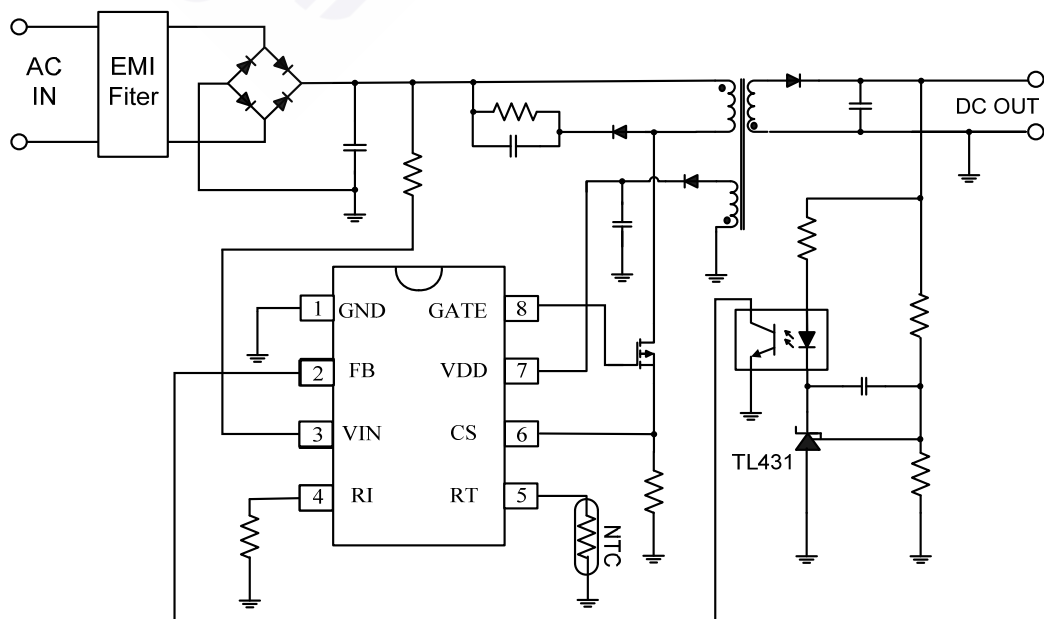 AC
IN
EMI
Fiter
DC OUT
1
GND
GATE
8
2
FB
VDD
7
3
VIN
CS
6
4
RI
RT
5
NTC
TL431